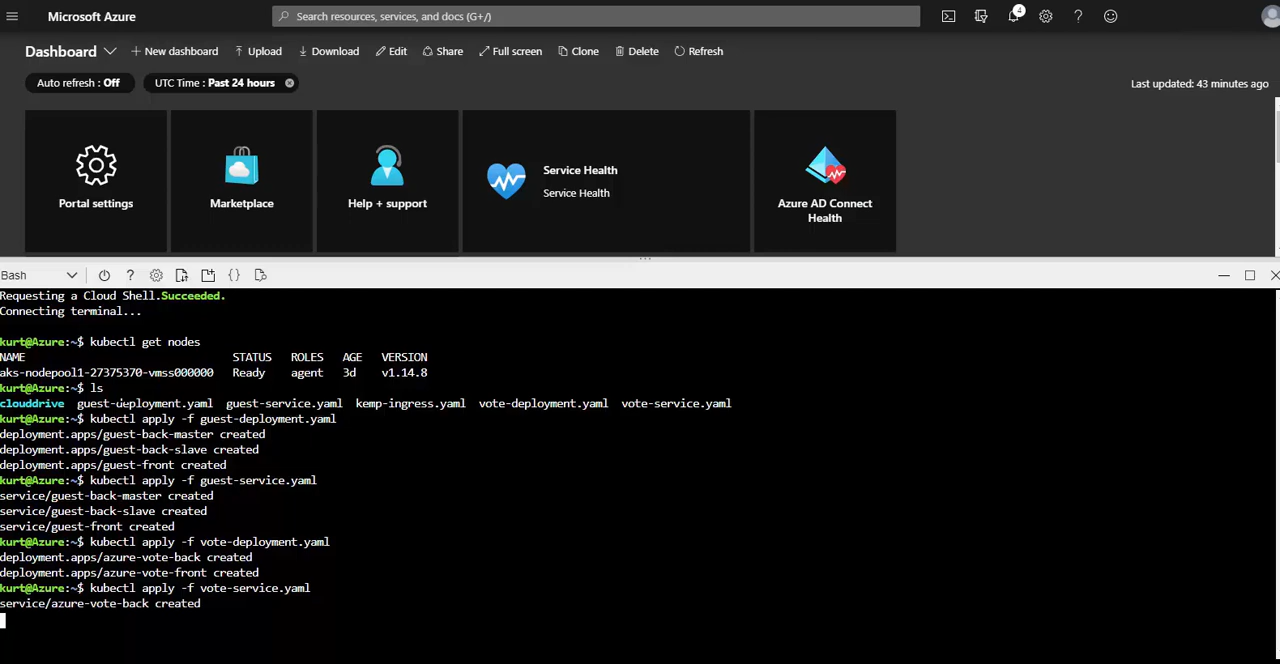 Microsoft Azure
Search resources, services, and docs (G+/)
4
Dashboard
New dashboard
Upload
Download
Edit
Share
Full screen
Clone
Delete
Refresh
Auto refresh : Off
UTC Time : Past 24 hours
Last updated: 43 minutes ago
Portal settings
Marketplace
Help + support
Service Health
Service Health
Azure AD Connect
Health
Bash
Requesting a Cloud Shell.Succeeded.
Connecting terminal...
kurt@Azure:~$ kubectl get nodes
NAME STATUS ROLES AGE VERSION
aks-nodepool1-27375370-vmss000000 Ready agent 3d v1.14.8
kurt@Azure:~$ ls
clouddrive guest-deployment.yaml guest-service.yaml kemp-ingress.yaml vote-deployment.yaml vote-service.yaml
kurt@Azure:~$ kubectl apply -f guest-deployment.yaml
deployment.apps/guest-back-master created
deployment.apps/guest-back-slave created
deployment.apps/guest-front created
kurt@Azure:~$ kubectl apply -f guest-service.yaml
service/guest-back-master created
service/guest-back-slave created
service/guest-front created
kurt@Azure:~$ kubectl apply -f vote-deployment.yaml
deployment.apps/azure-vote-back created
deployment.apps/azure-vote-front created
kurt@Azure:~$ kubectl apply -f vote-service.yaml
service/azure-vote-back created